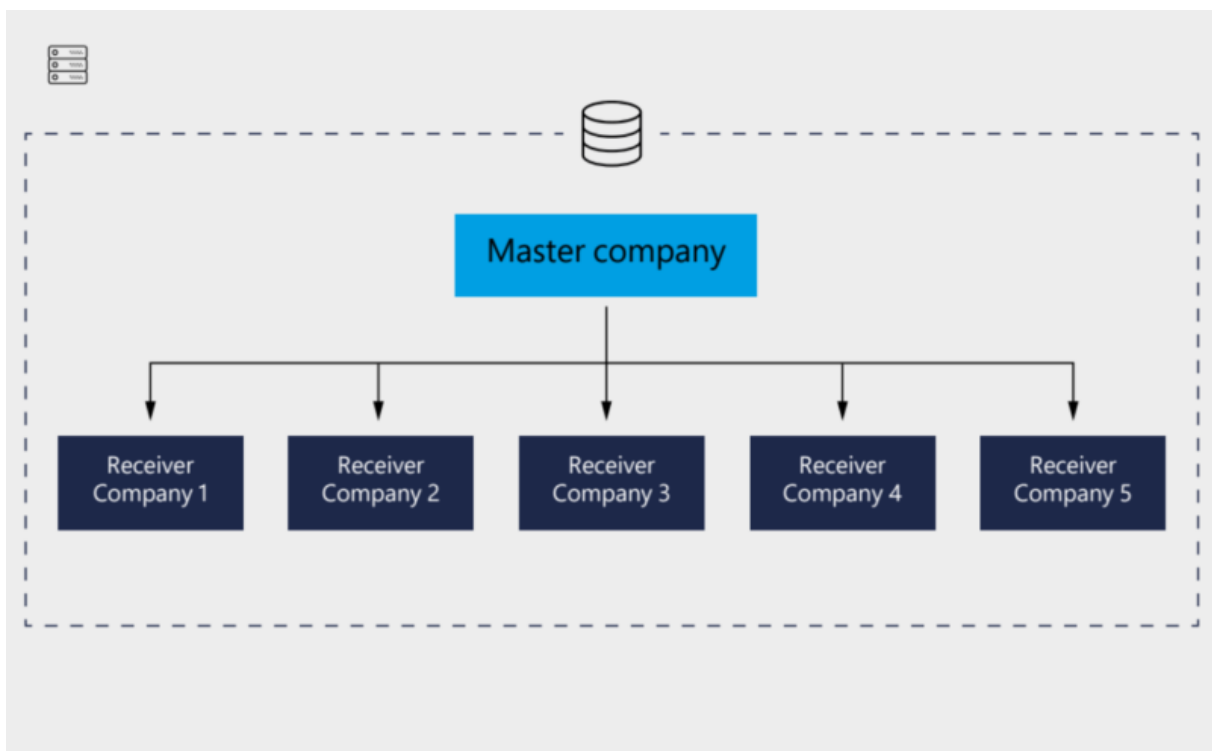 Master company
Receiver
Company 1
Receiver
Company 2
Receiver
Company 3
Receiver
Company 4
Receiver
Company 5